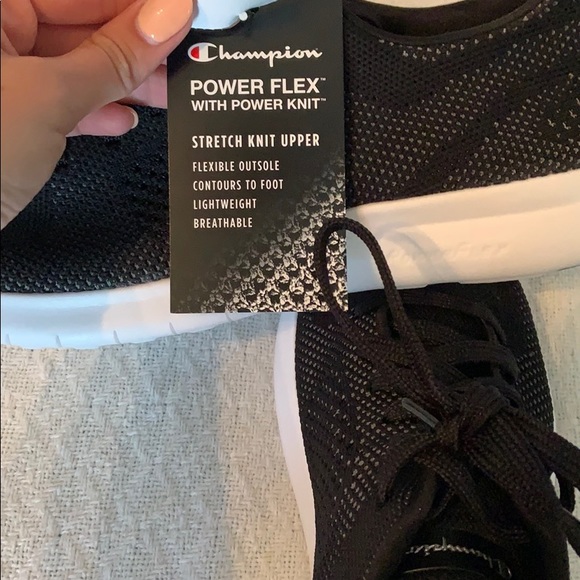 Champion
POWER FLEX™
WITH POWER KNIT™
STRETCH KNIT UPPER
FLEXIBLE OUTSOLE
CONTOURS TO FOOT
LIGHTWEIGHT
BREATHABLE